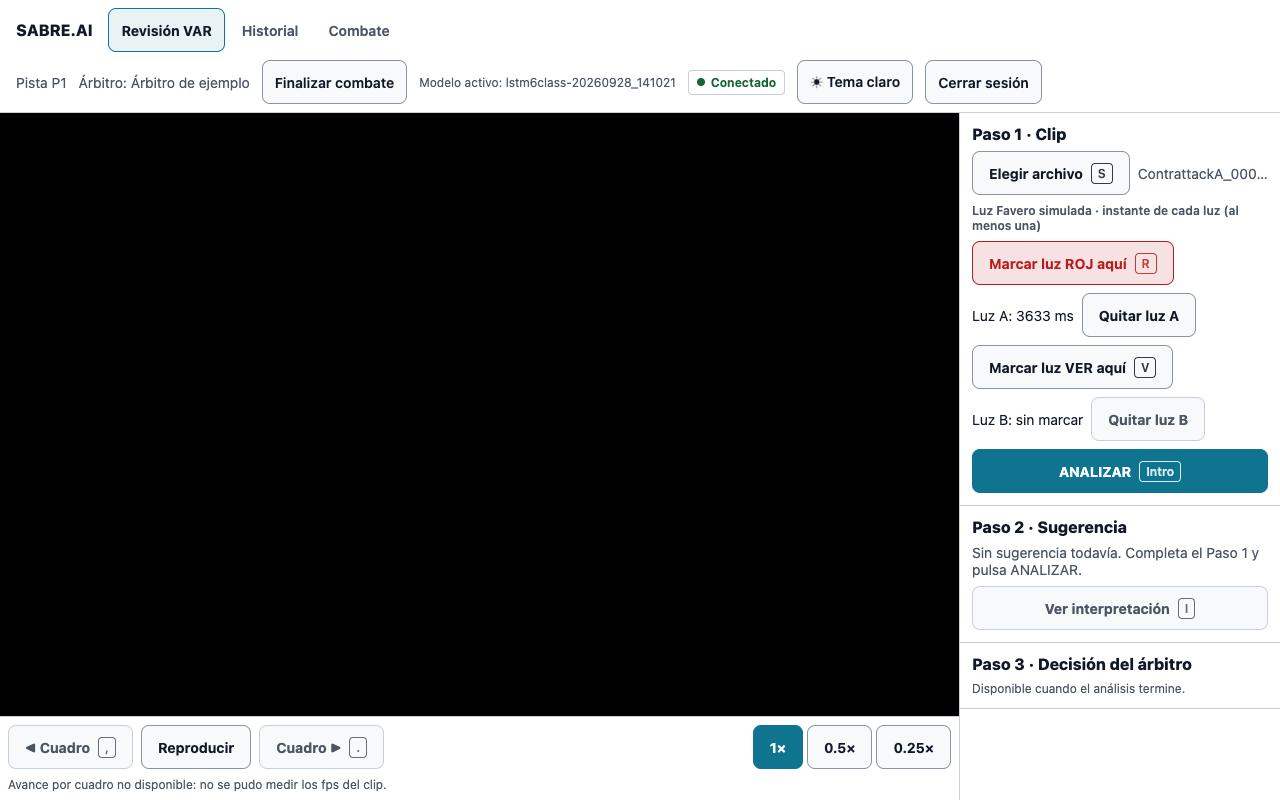 SABRE.AI Revisión VAR Historial Combate
Pista P1 Árbitro: Árbitro de ejemplo Finalizar combate Modelo activo: lstm6class-20260928_141021 ● Conectado ☀ Tema claro Cerrar sesión
Paso 1 · Clip
Elegir archivo S ContrattackA_000...
Luz Favero simulada · instante de cada luz (al
menos una)
Marcar luz ROJ aquí R
Luz A: 3633 ms Quitar luz A
Marcar luz VER aquí V
Luz B: sin marcar Quitar luz B
ANALIZAR Intro
Paso 2 · Sugerencia
Sin sugerencia todavía. Completa el Paso 1 y
pulsa ANALIZAR.
Ver interpretación I
Paso 3 · Decisión del árbitro
Disponible cuando el análisis termine.
◀ Cuadro , Reproducir Cuadro ▶ . 1× 0.5× 0.25×
Avance por cuadro no disponible: no se pudo medir los fps del clip.